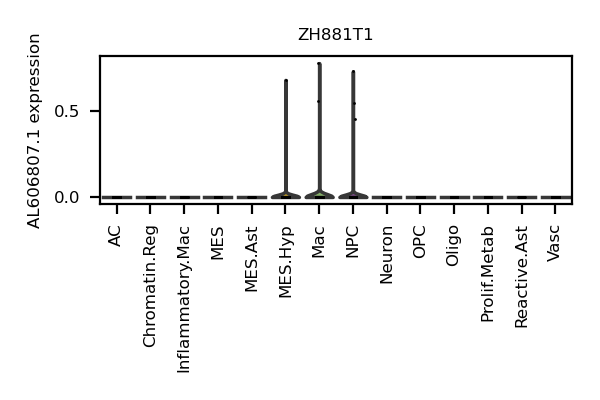 ZH881T1
AL606807.1 expression
0.5
0.0
AC
Chromatin.Reg
Inflammatory.Mac
MES
MES.Ast
MES.Hyp
Mac
NPC
Neuron
OPC
Oligo
Prolif.Metab
Reactive.Ast
Vasc